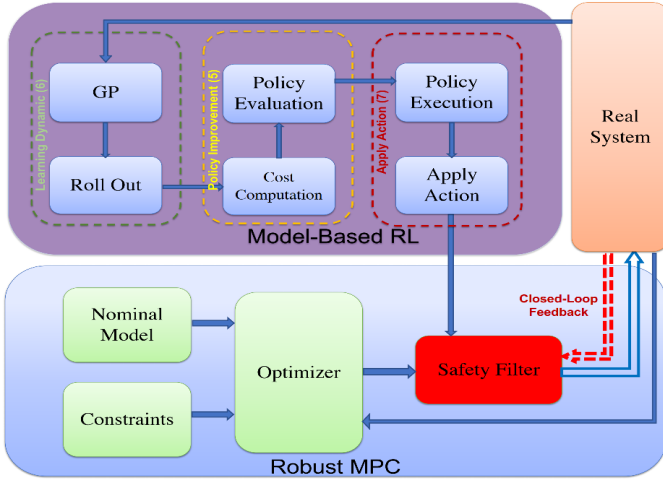 Learning Dynamic (6)
GP
Roll Out
Policy Improvement (5)
Policy
Evaluation
Cost
Computation
Apply Action (7)
Policy
Execution
Apply
Action
Model-Based RL
Real
System
Closed-Loop
Feedback
Nominal
Model
Constraints
Optimizer
Safety Filter
Robust MPC